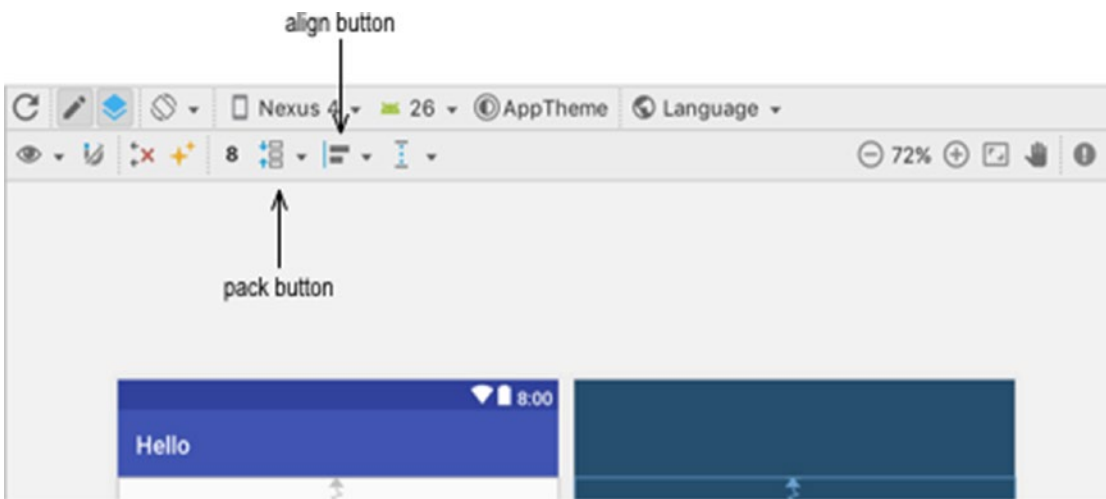 align button
Nexus 4 26 AppTheme Language
8 72%
pack button
8:00
Hello